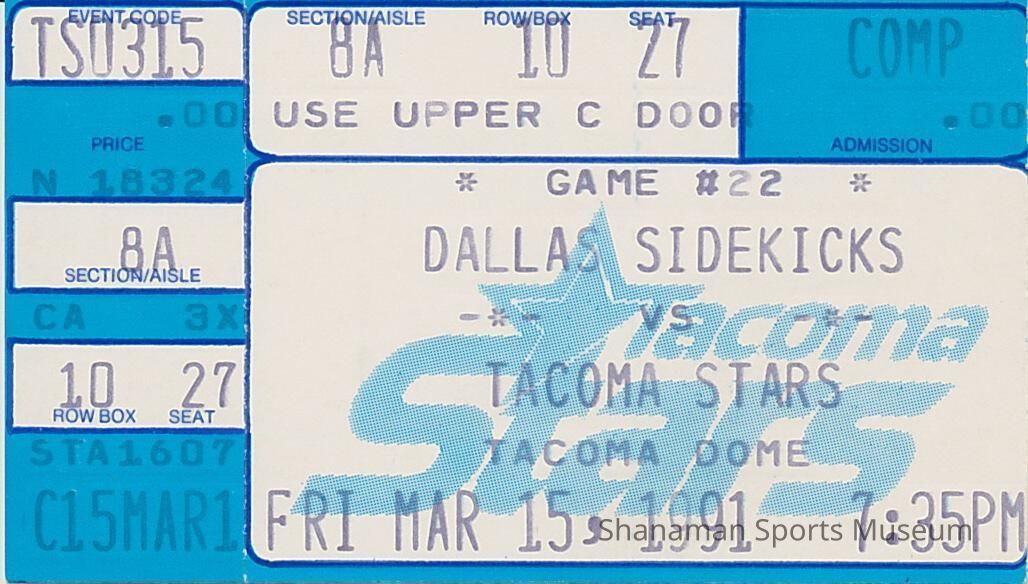 EVENT CODE
TS0315
.00
PRICE
N 18324
8A
SECTION/AISLE
CA 3X
10 27
ROW BOX SEAT
STA1607
C15MAR1
SECTION/AISLE ROW/BOX SEAT
8A 10 27
COMP
USE UPPER C DOOR
.00
ADMISSION
* GAME #22 *
DALLAS SIDEKICKS
-*- VS -*-
Tacoma
Stars
TACOMA STARS
TACOMA DOME
FRI MAR 15, 1991 7:35PM
Shanaman Sports Museum